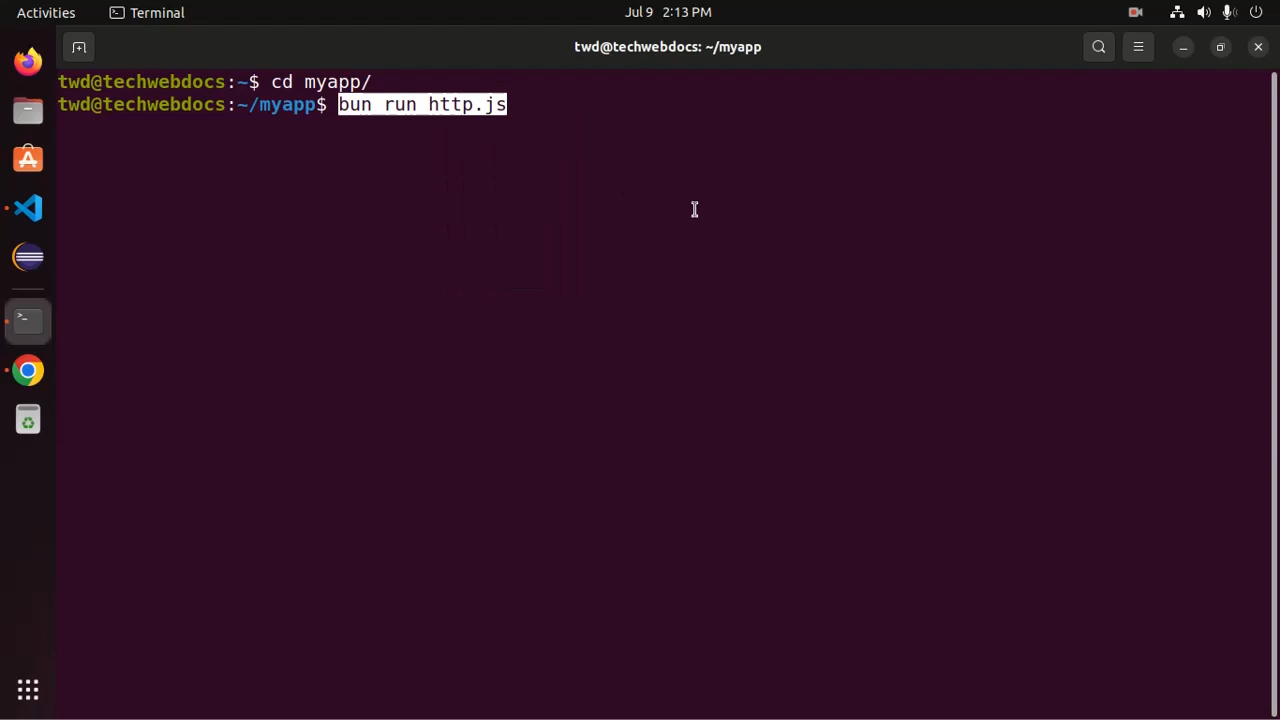 Activities Terminal Jul 9 2:13 PM
twd@techwebdocs: ~/myapp
twd@techwebdocs:~$ cd myapp/
twd@techwebdocs:~/myapp$ bun run http.js